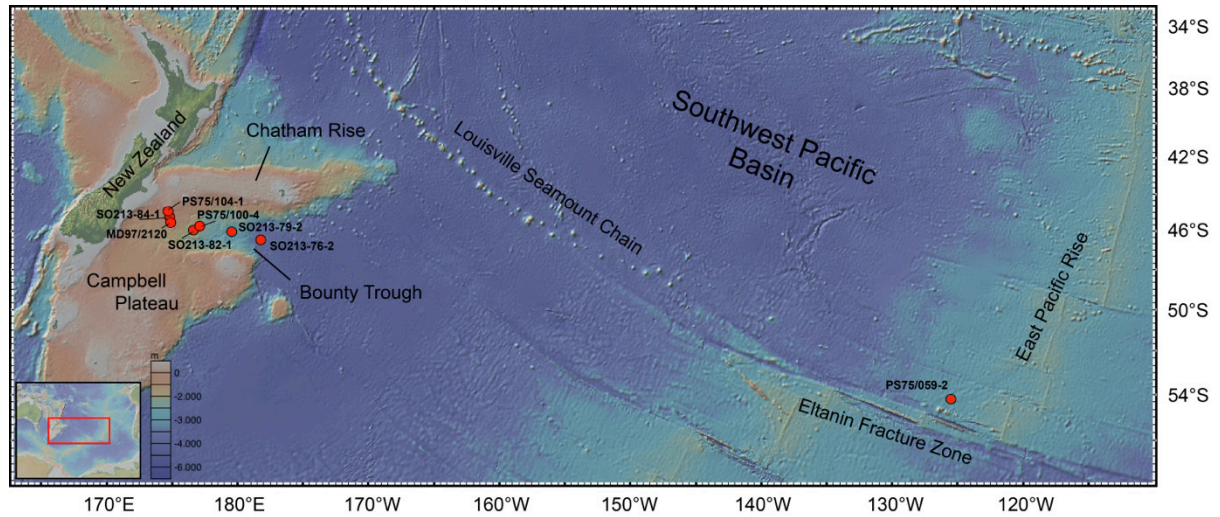 34°S
38°S
42°S
46°S
50°S
54°S
New Zealand
Chatham Rise
Louisville Seamount Chain
Southwest Pacific
Basin
PS75/104-1
SO213-84-1
PS75/100-4
MD97/2120
SO213-79-2
SO213-82-1
SO213-76-2
Campbell
Plateau
Bounty Trough
East Pacific Rise
PS75/059-2
Eltanin Fracture Zone
m
0
-2.000
-3.000
-4.000
-5.000
-6.000
170°E
180°E
170°W
160°W
150°W
140°W
130°W
120°W